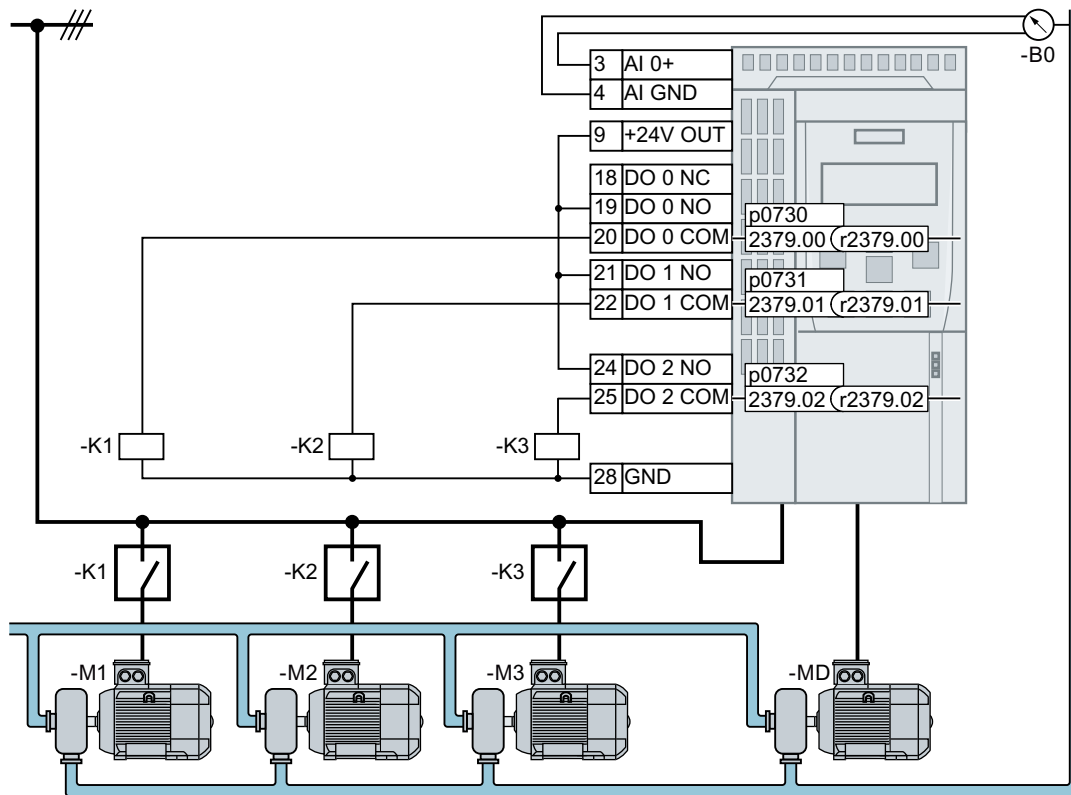 -B0
3 AI 0+
4 AI GND
9 +24V OUT
18 DO 0 NC
19 DO 0 NO
p0730
20 DO 0 COM 2379.00 r2379.00
21 DO 1 NO
p0731
22 DO 1 COM 2379.01 r2379.01
24 DO 2 NO
p0732
25 DO 2 COM 2379.02 r2379.02
-K1 -K2 -K3
28 GND
-K1 -K2 -K3
-M1 -M2 -M3 -MD